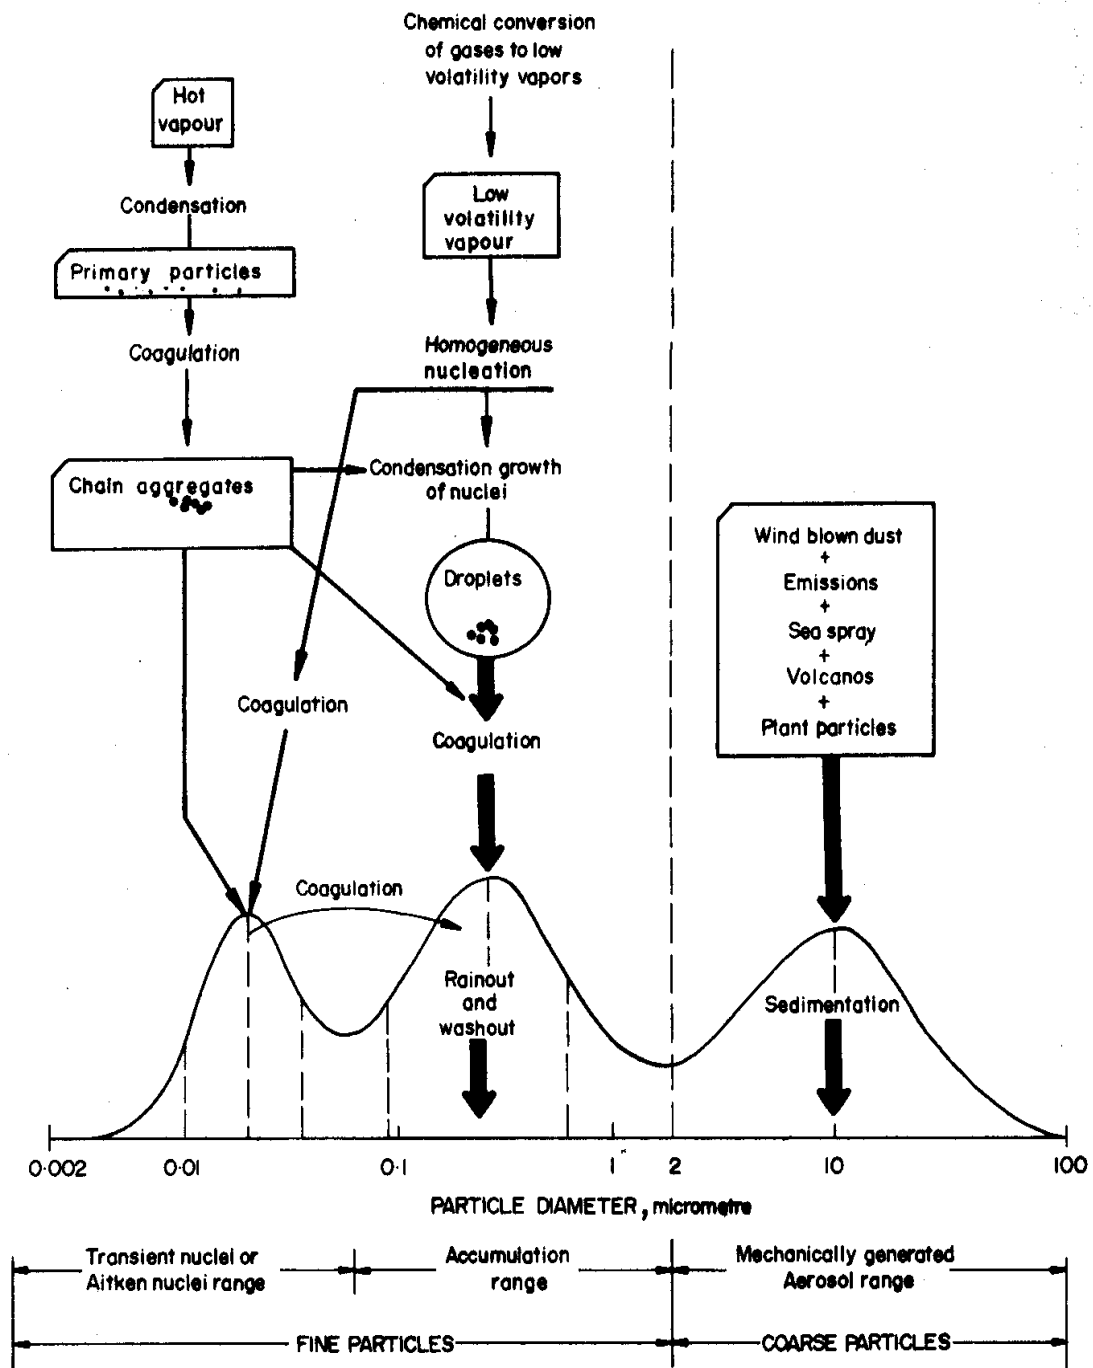 Chemical conversion
of gases to low
volatility vapors
Hot
vapour
Condensation
Low
volatility
vapour
Primary particles
Coagulation
Homogeneous
nucleation
Chain aggregates
Condensation growth
of nuclei
Droplets
Wind blown dust
+
Emissions
+
Sea spray
+
Volcanos
+
Plant particles
Coagulation
Coagulation
Coagulation
Rainout
and
washout
Sedimentation
0·002
0·01
0·1
1
2
10
100
PARTICLE DIAMETER, micrometre
Transient nuclei or
Aitken nuclei range
Accumulation
range
Mechanically generated
Aerosol range
FINE PARTICLES
COARSE PARTICLES